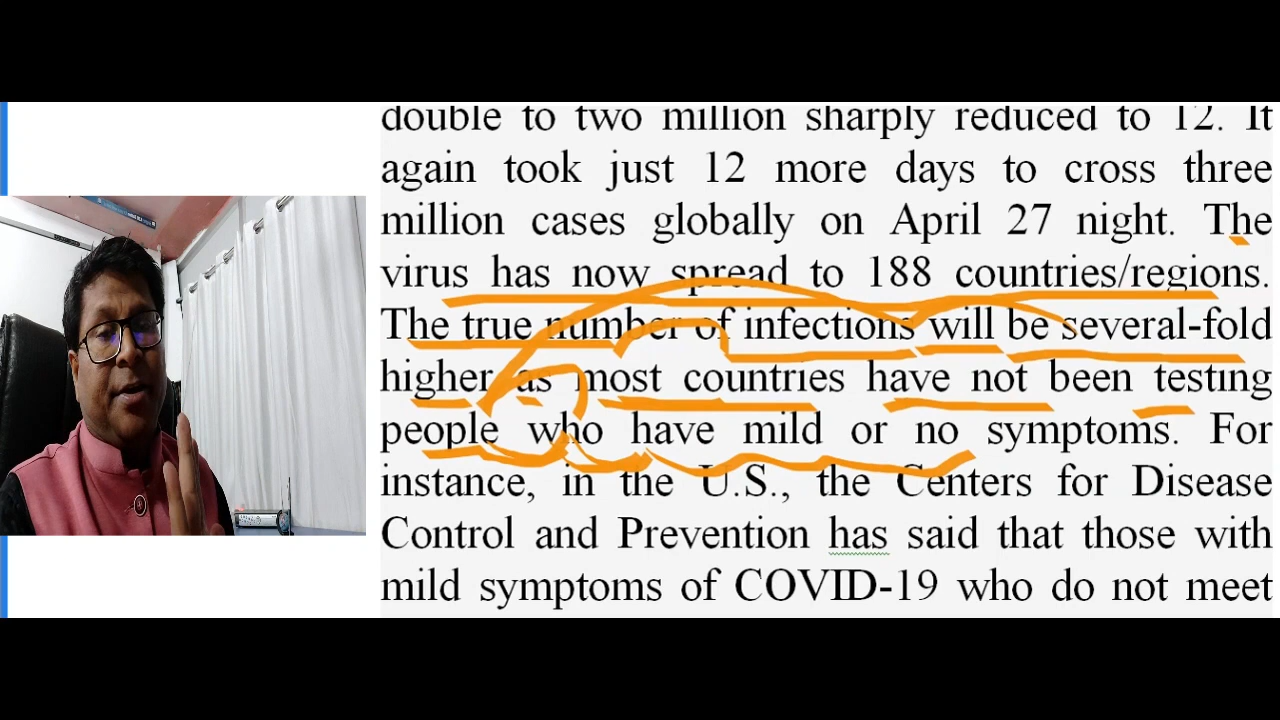 double to two million sharply reduced to 12. It
again took just 12 more days to cross three
million cases globally on April 27 night. The
virus has now spread to 188 countries/regions.
The true number of infections will be several-fold
higher as most countries have not been testing
people who have mild or no symptoms. For
instance, in the U.S., the Centers for Disease
Control and Prevention has said that those with
mild symptoms of COVID-19 who do not meet